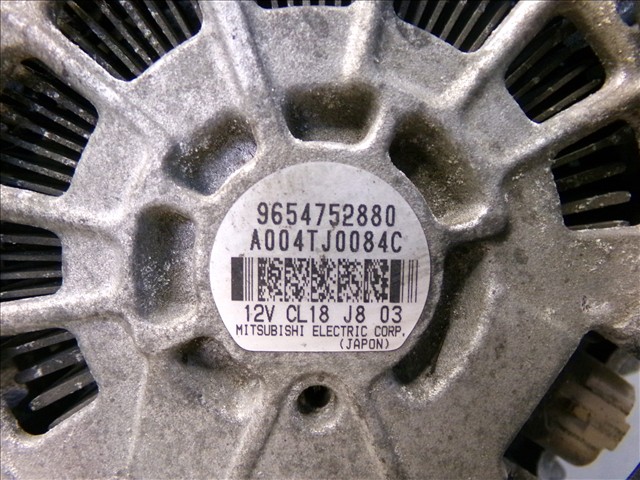 9654752880
A004TJ0084C
12V CL18 J8 03
MITSUBISHI ELECTRIC CORP.
(JAPON)